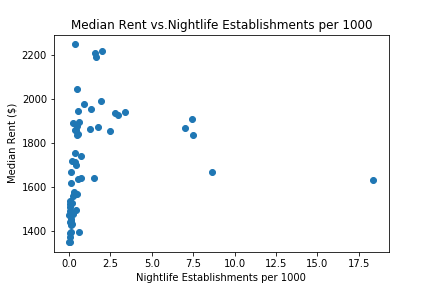 Median Rent vs.Nightlife Establishments per 1000
Median Rent ($)
2200
2000
1800
1600
1400
0.0 2.5 5.0 7.5 10.0 12.5 15.0 17.5
Nightlife Establishments per 1000